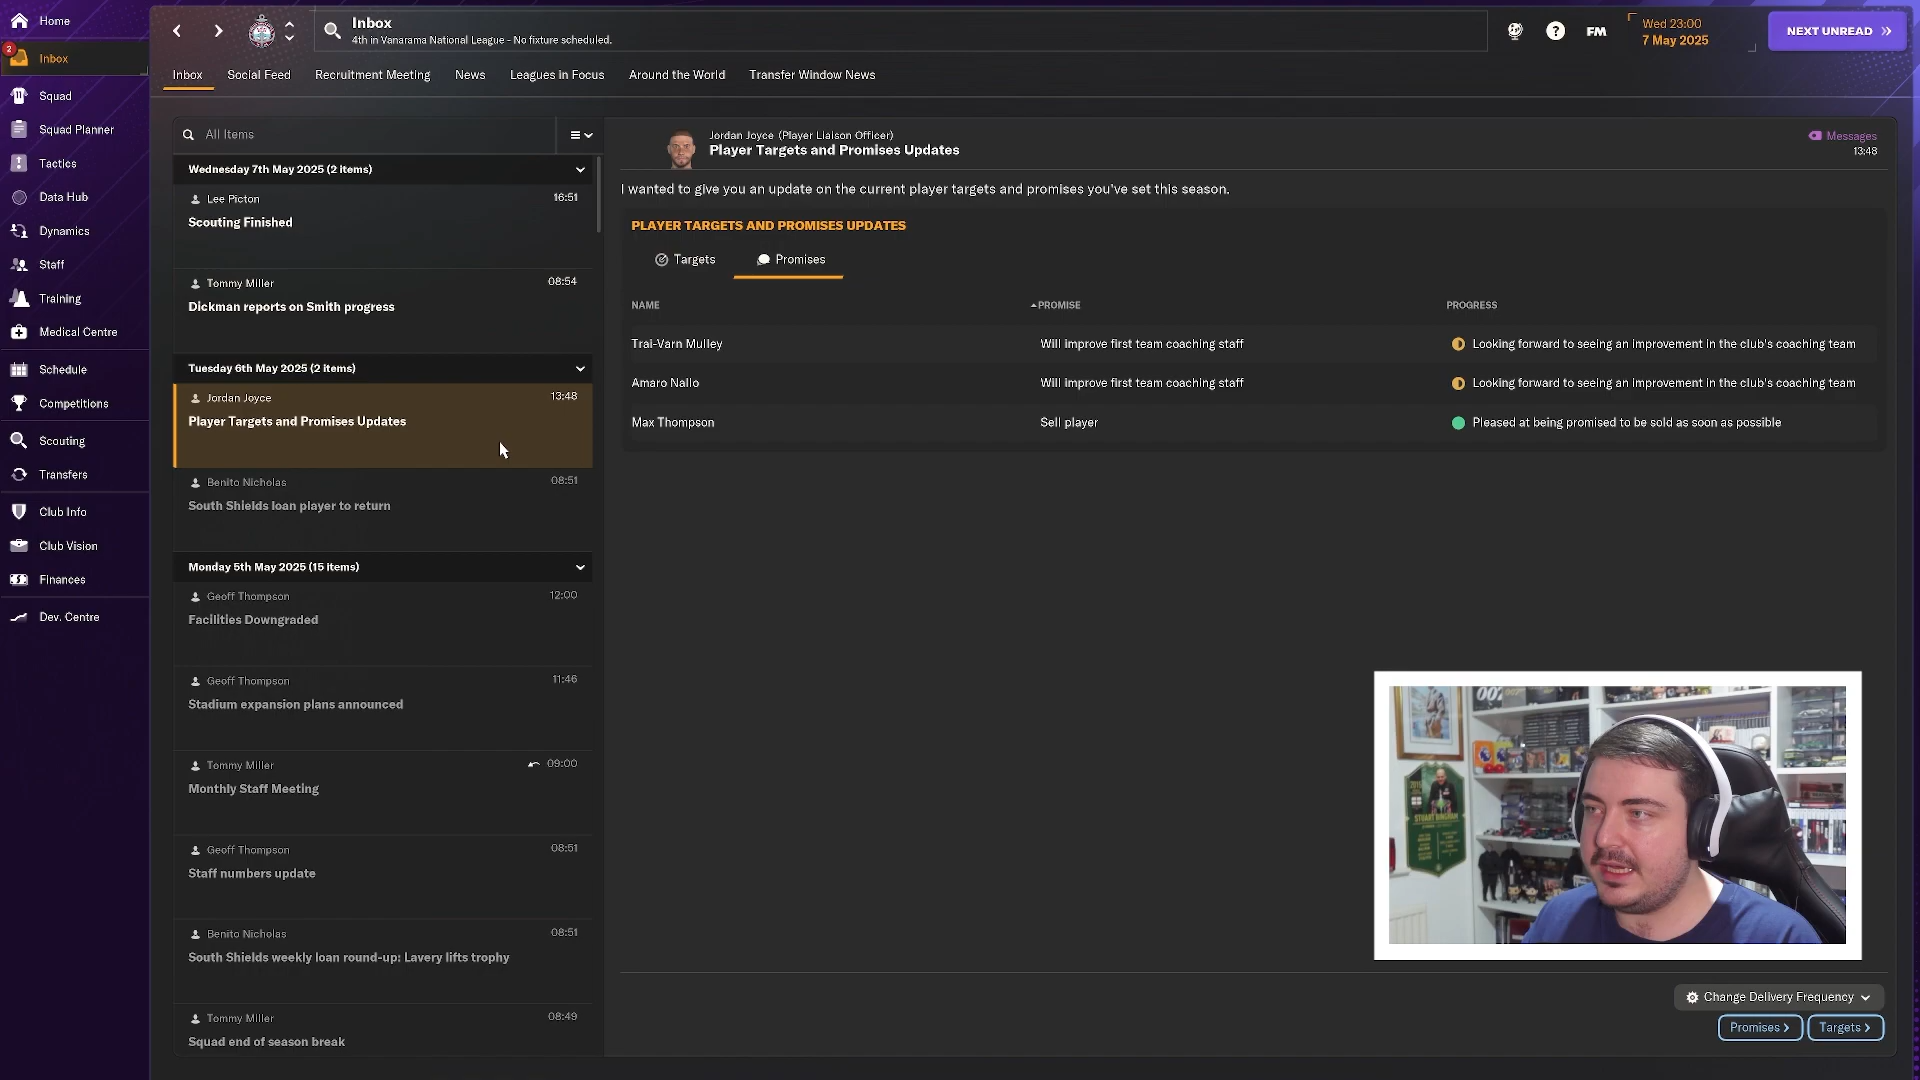 Home
2
Inbox
Squad
Squad Planner
Tactics
Data Hub
Dynamics
Staff
Training
Medical Centre
Schedule
Competitions
Scouting
Transfers
Club Info
Club Vision
Finances
Dev. Centre
Inbox
4th in Vanarama National League - No fixture scheduled.
FM
Wed 23:00
7 May 2025
NEXT UNREAD
Inbox
Social Feed
Recruitment Meeting
News
Leagues in Focus
Around the World
Transfer Window News
All Items
Wednesday 7th May 2025 (2 Items)
Lee Picton 16:51
Scouting Finished
Tommy Miller 08:54
Dickman reports on Smith progress
Tuesday 6th May 2025 (2 items)
Jordan Joyce 13:48
Player Targets and Promises Updates
Benito Nicholas 08:51
South Shields loan player to return
Monday 5th May 2025 (15 items)
Geoff Thompson 12:00
Facilities Downgraded
Geoff Thompson 11:46
Stadium expansion plans announced
Tommy Miller 09:00
Monthly Staff Meeting
Geoff Thompson 08:51
Staff numbers update
Benito Nicholas 08:51
South Shields weekly loan round-up: Lavery lifts trophy
Tommy Miller 08:49
Squad end of season break
Jordan Joyce (Player Liaison Officer)
Player Targets and Promises Updates
Messages
13:48
I wanted to give you an update on the current player targets and promises you've set this season.
PLAYER TARGETS AND PROMISES UPDATES
Targets
Promises
NAME PROMISE PROGRESS
Trai-Varn Mulley Will improve first team coaching staff Looking forward to seeing an improvement in the club's coaching team
Amaro Nallo Will improve first team coaching staff Looking forward to seeing an improvement in the club's coaching team
Max Thompson Sell player Pleased at being promised to be sold as soon as possible
007
STUART BINGHAM
Change Delivery Frequency
Promises >
Targets >